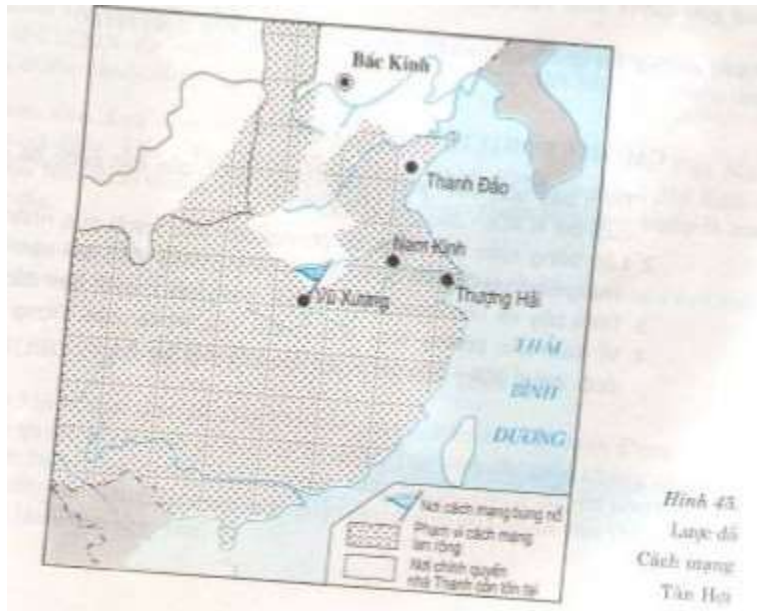 Bắc Kinh
Thanh Đảo
Nam Kinh
Vũ Xương
Thượng Hải
THÁI
BÌNH
DƯƠNG
Nơi cách mạng bùng nổ
Phạm vi cách mạng
lan rộng
Nơi chính quyền
nhà Thanh còn tồn tại
Hình 45.
Lược đồ
Cách mạng
Tân Hợi